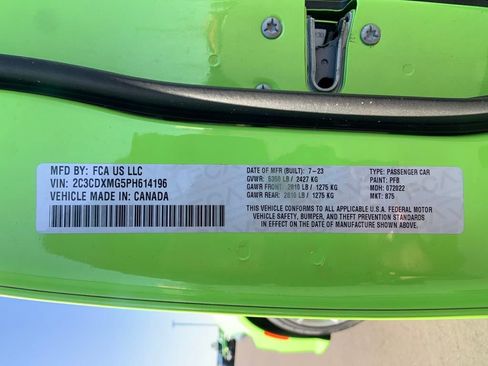 MFD BY: FCA US LLC
VIN: 2C3CDXMG5PH614196
VEHICLE MADE IN: CANADA
DATE OF MFR (BUILT): 7-23
GVWR: 5350 LB / 2427 KG
GAWR FRONT: 2810 LB / 1275 KG
GAWR REAR: 2810 LB / 1275 KG
TYPE: PASSENGER CAR
PAINT: PFB
MDH: 072022
MKT: 875
THIS VEHICLE CONFORMS TO ALL APPLICABLE U.S.A. FEDERAL MOTOR
VEHICLE SAFETY, BUMPER, AND THEFT PREVENTION STANDARDS
IN EFFECT ON THE DATE OF MANUFACTURE SHOWN ABOVE.